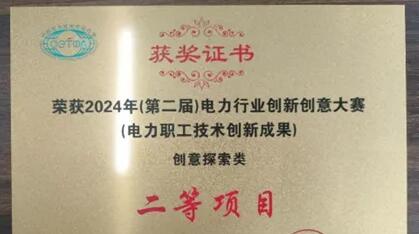 获奖证书
荣获2024年(第二届)电力行业创新创意大赛
(电力职工技术创新成果)
创意探索类
二等项目